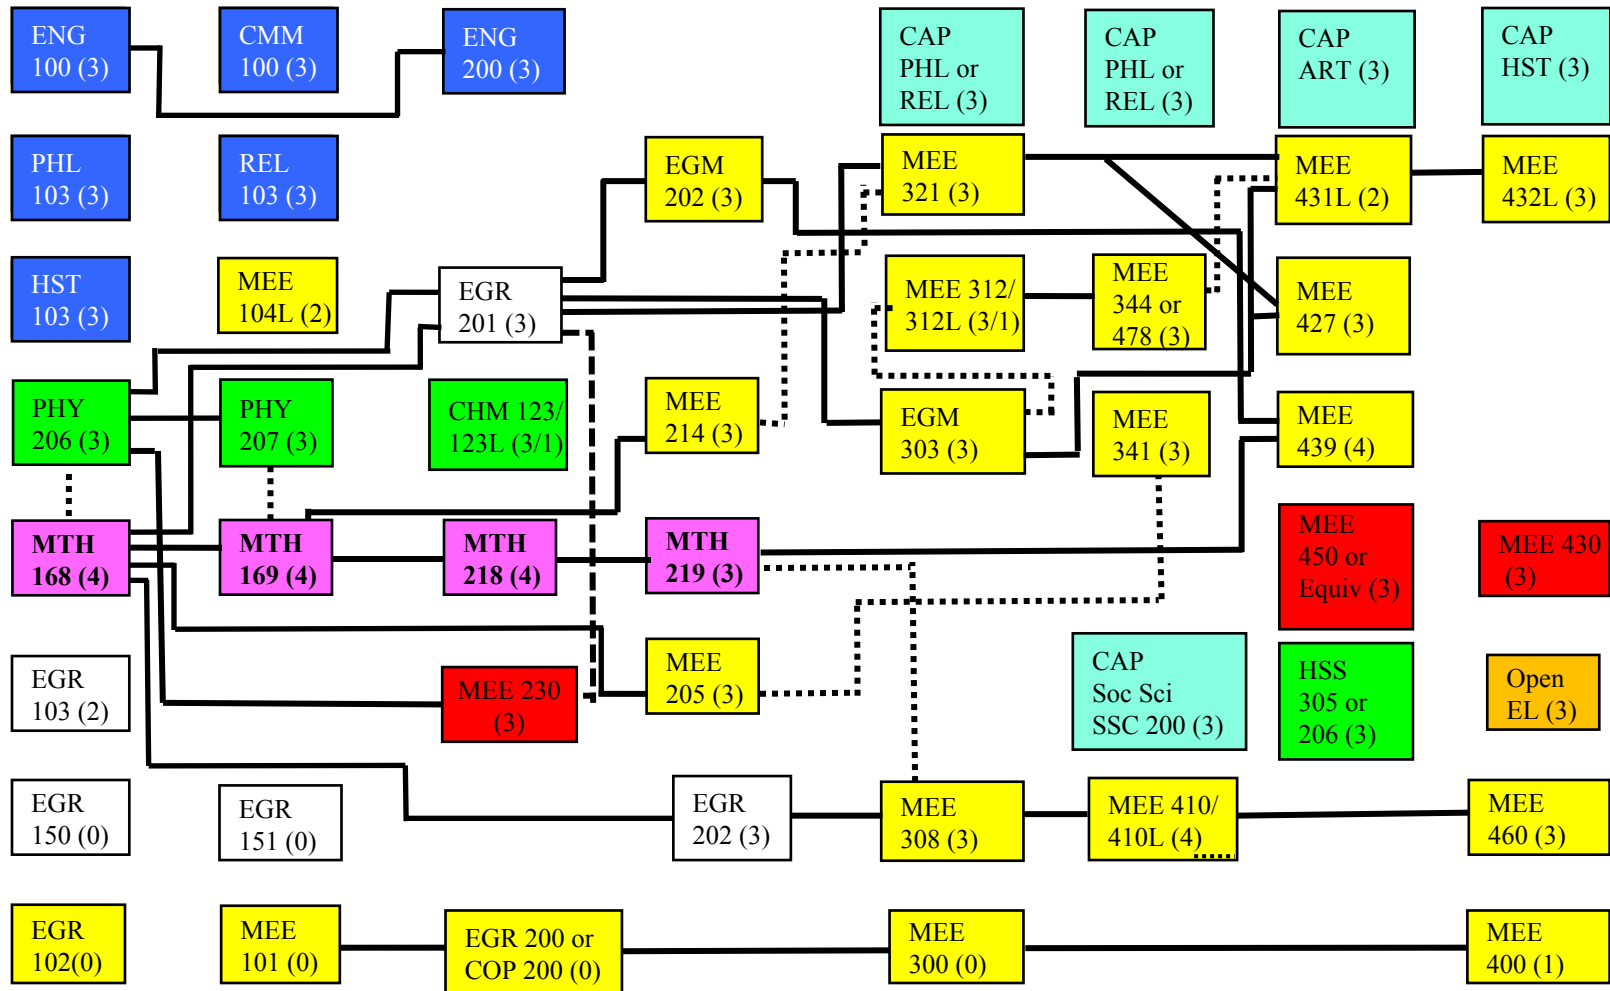 ENG
100 (3)
CMM
100 (3)
ENG
200 (3)
CAP
PHL or
REL (3)
CAP
PHL or
REL (3)
CAP
ART (3)
CAP
HST (3)
PHL
103 (3)
REL
103 (3)
EGM
202 (3)
MEE
321 (3)
MEE
431L (2)
MEE
432L (3)
HST
103 (3)
MEE
104L (2)
EGR
201 (3)
MEE 312/
312L (3/1)
MEE
344 or
478 (3)
MEE
427 (3)
PHY
206 (3)
PHY
207 (3)
CHM 123/
123L (3/1)
MEE
214 (3)
EGM
303 (3)
MEE
341 (3)
MEE
439 (4)
MTH
168 (4)
MTH
169 (4)
MTH
218 (4)
MTH
219 (3)
MEE
450 or
Equiv (3)
MEE 430
(3)
EGR
103 (2)
MEE 230
(3)
MEE
205 (3)
CAP
Soc Sci
SSC 200 (3)
HSS
305 or
206 (3)
Open
EL (3)
EGR
150 (0)
EGR
151 (0)
EGR
202 (3)
MEE
308 (3)
MEE 410/
410L (4)
MEE
460 (3)
EGR
102(0)
MEE
101 (0)
EGR 200 or
COP 200 (0)
MEE
300 (0)
MEE
400 (1)